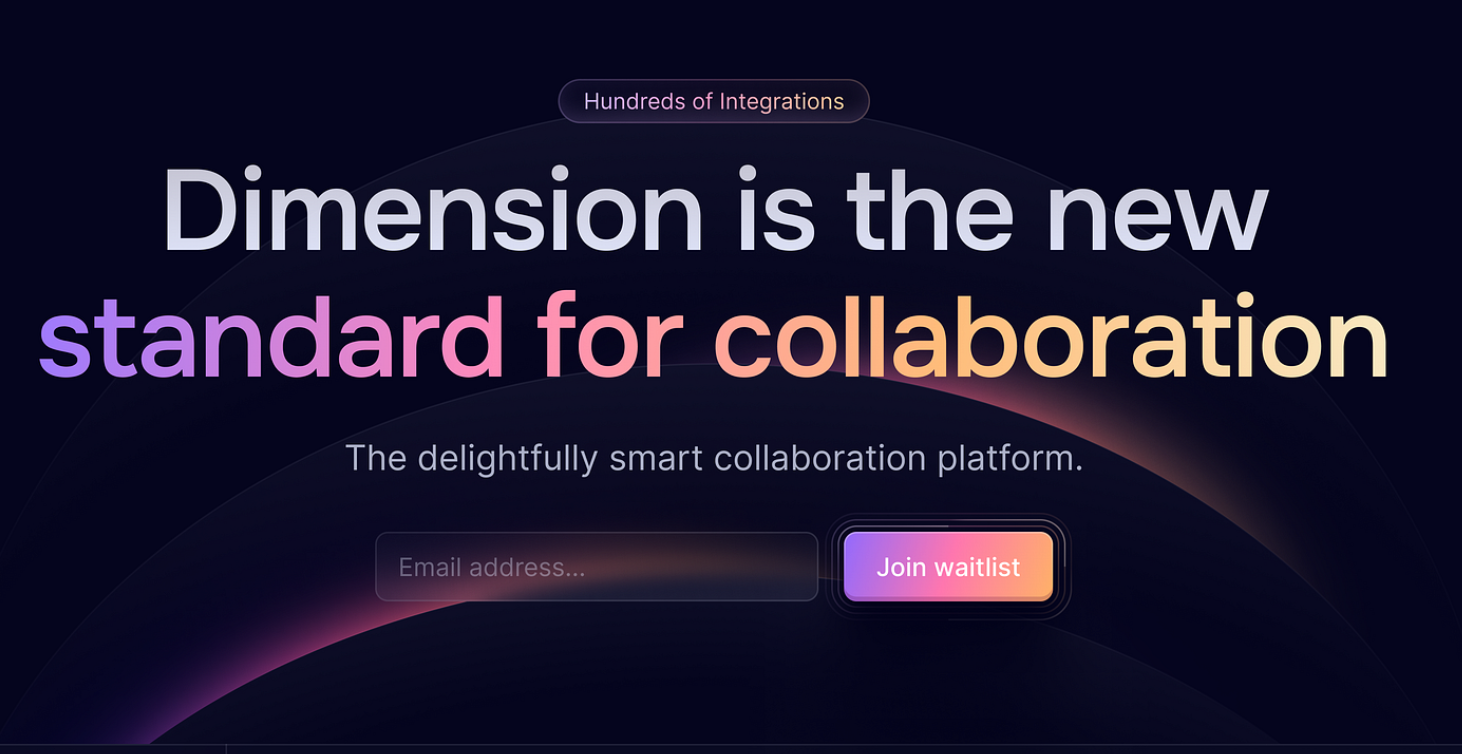 Hundreds of Integrations
Dimension is the new
standard for collaboration
The delightfully smart collaboration platform.
Email address...
Join waitlist